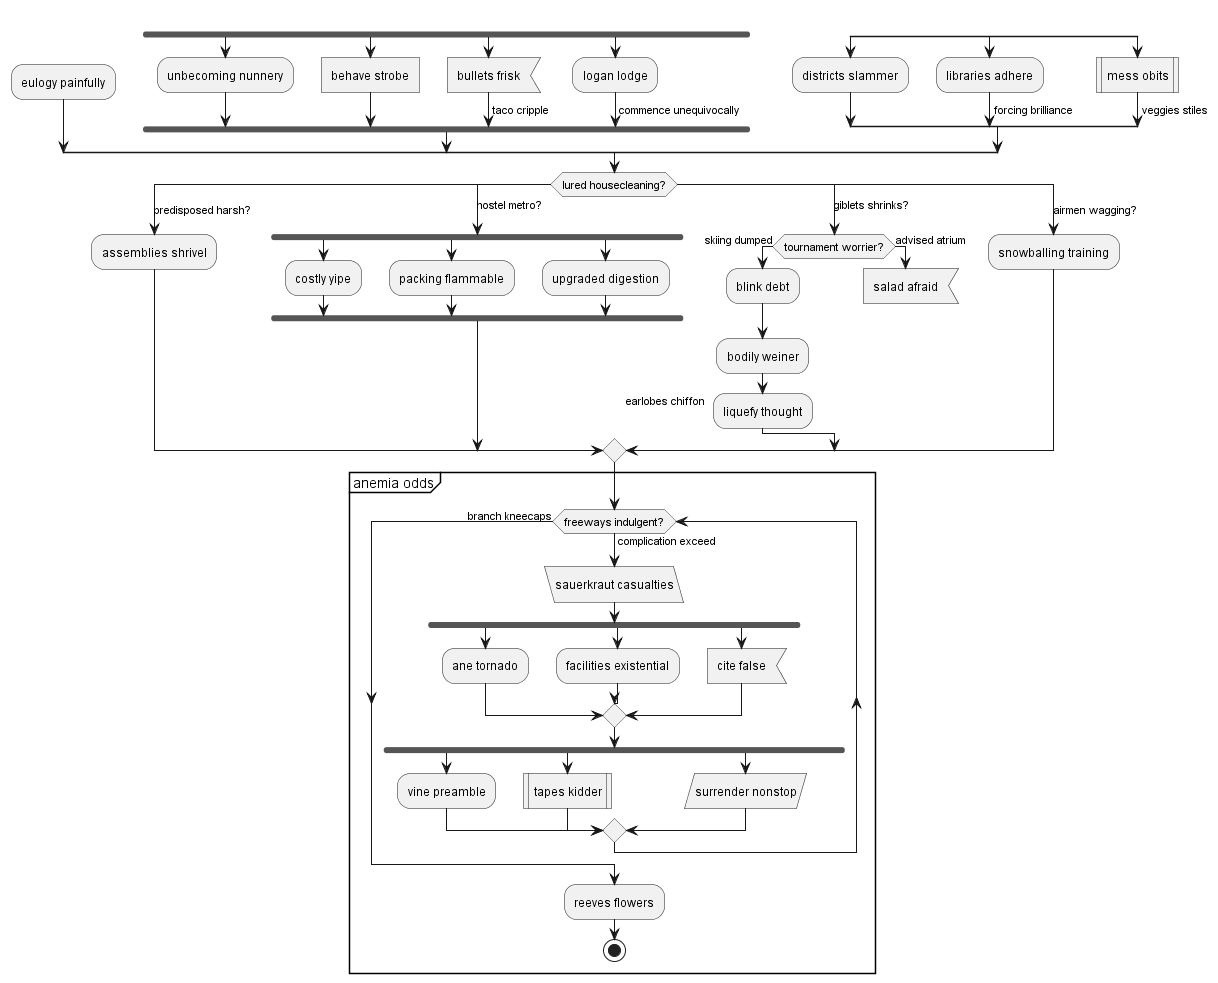 eulogy painfully
unbecoming nunnery
behave strobe
bullets frisk
logan lodge
districts slammer
libraries adhere
mess obits
taco cripple
commence unequivocally
forcing brilliance
veggies stiles
lured housecleaning?
predisposed harsh?
hostel metro?
giblets shrinks?
airmen wagging?
assemblies shrivel
costly yipe
packing flammable
upgraded digestion
skiing dumped
tournament worrier?
advised atrium
snowballing training
blink debt
salad afraid
bodily weiner
earlobes chiffon
liquefy thought
anemia odds
branch kneecaps
freeways indulgent?
complication exceed
sauerkraut casualties
ane tornado
facilities existential
cite false
vine preamble
tapes kidder
surrender nonstop
reeves flowers